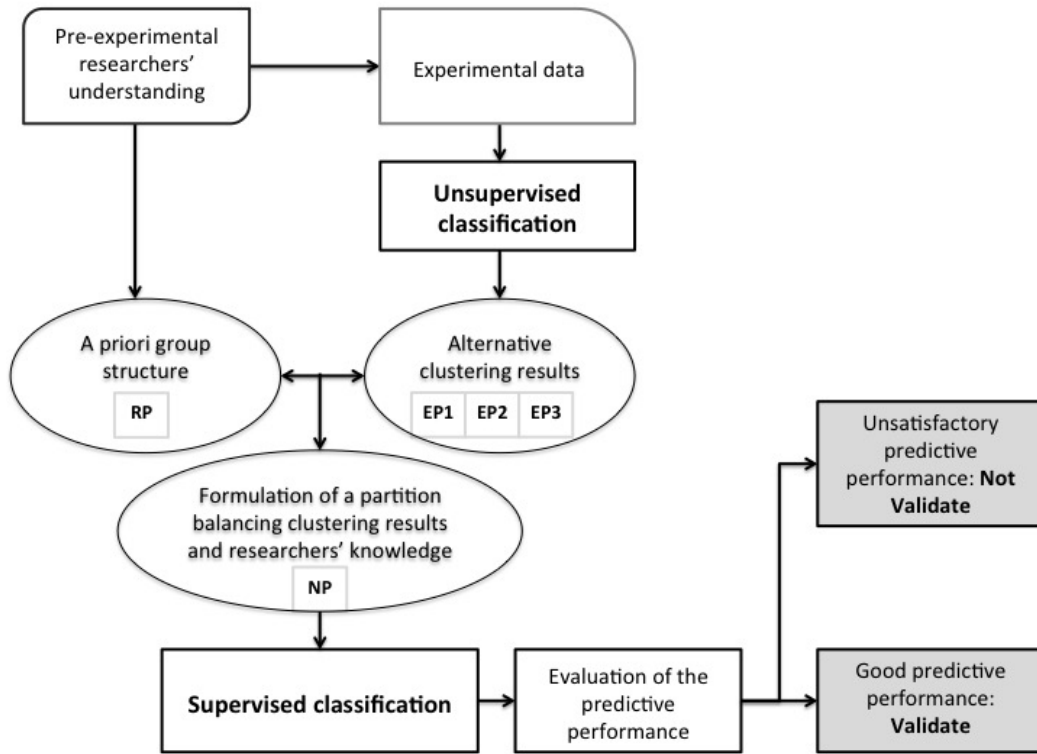 Pre-experimental
researchers'
understanding
Experimental data
Unsupervised
classification
A priori group
structure
RP
Alternative
clustering results
EP1 EP2 EP3
Formulation of a partition
balancing clustering results
and researchers' knowledge
NP
Supervised classification
Evaluation of the
predictive
performance
Unsatisfactory
predictive
performance: Not
Validate
Good predictive
performance:
Validate